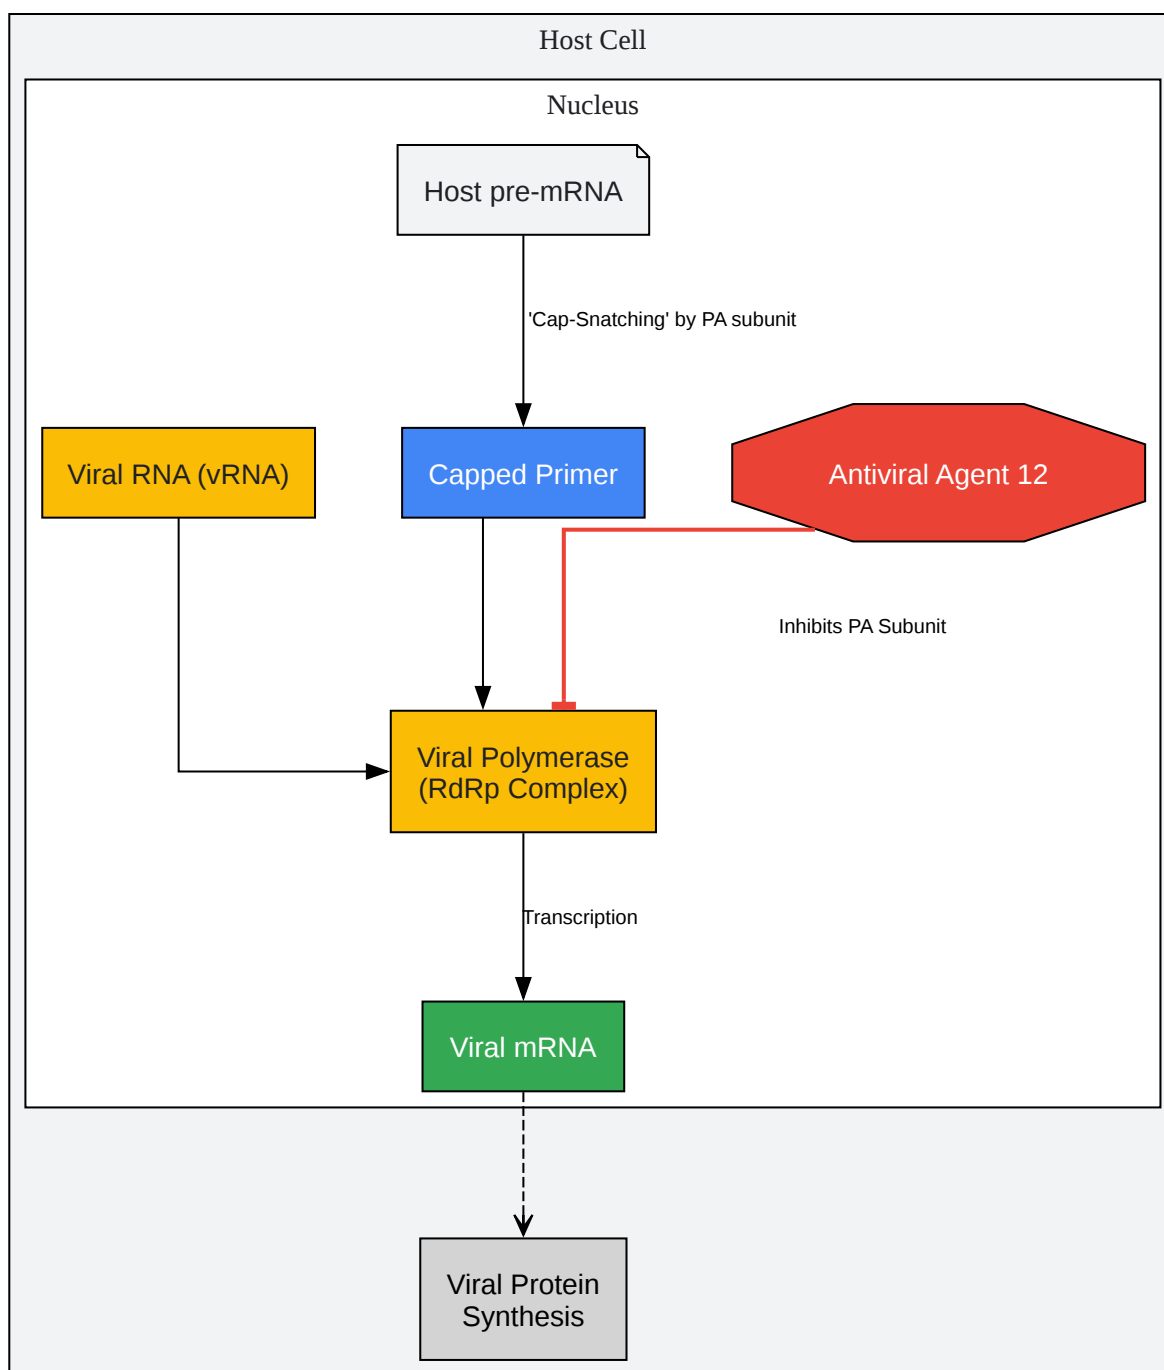 Host Cell
Nucleus
Host pre-mRNA
'Cap-Snatching' by PA subunit
Viral RNA (vRNA)
Capped Primer
Antiviral Agent 12
Inhibits PA Subunit
Viral Polymerase
(RdRp Complex)
Transcription
Viral mRNA
Viral Protein
Synthesis